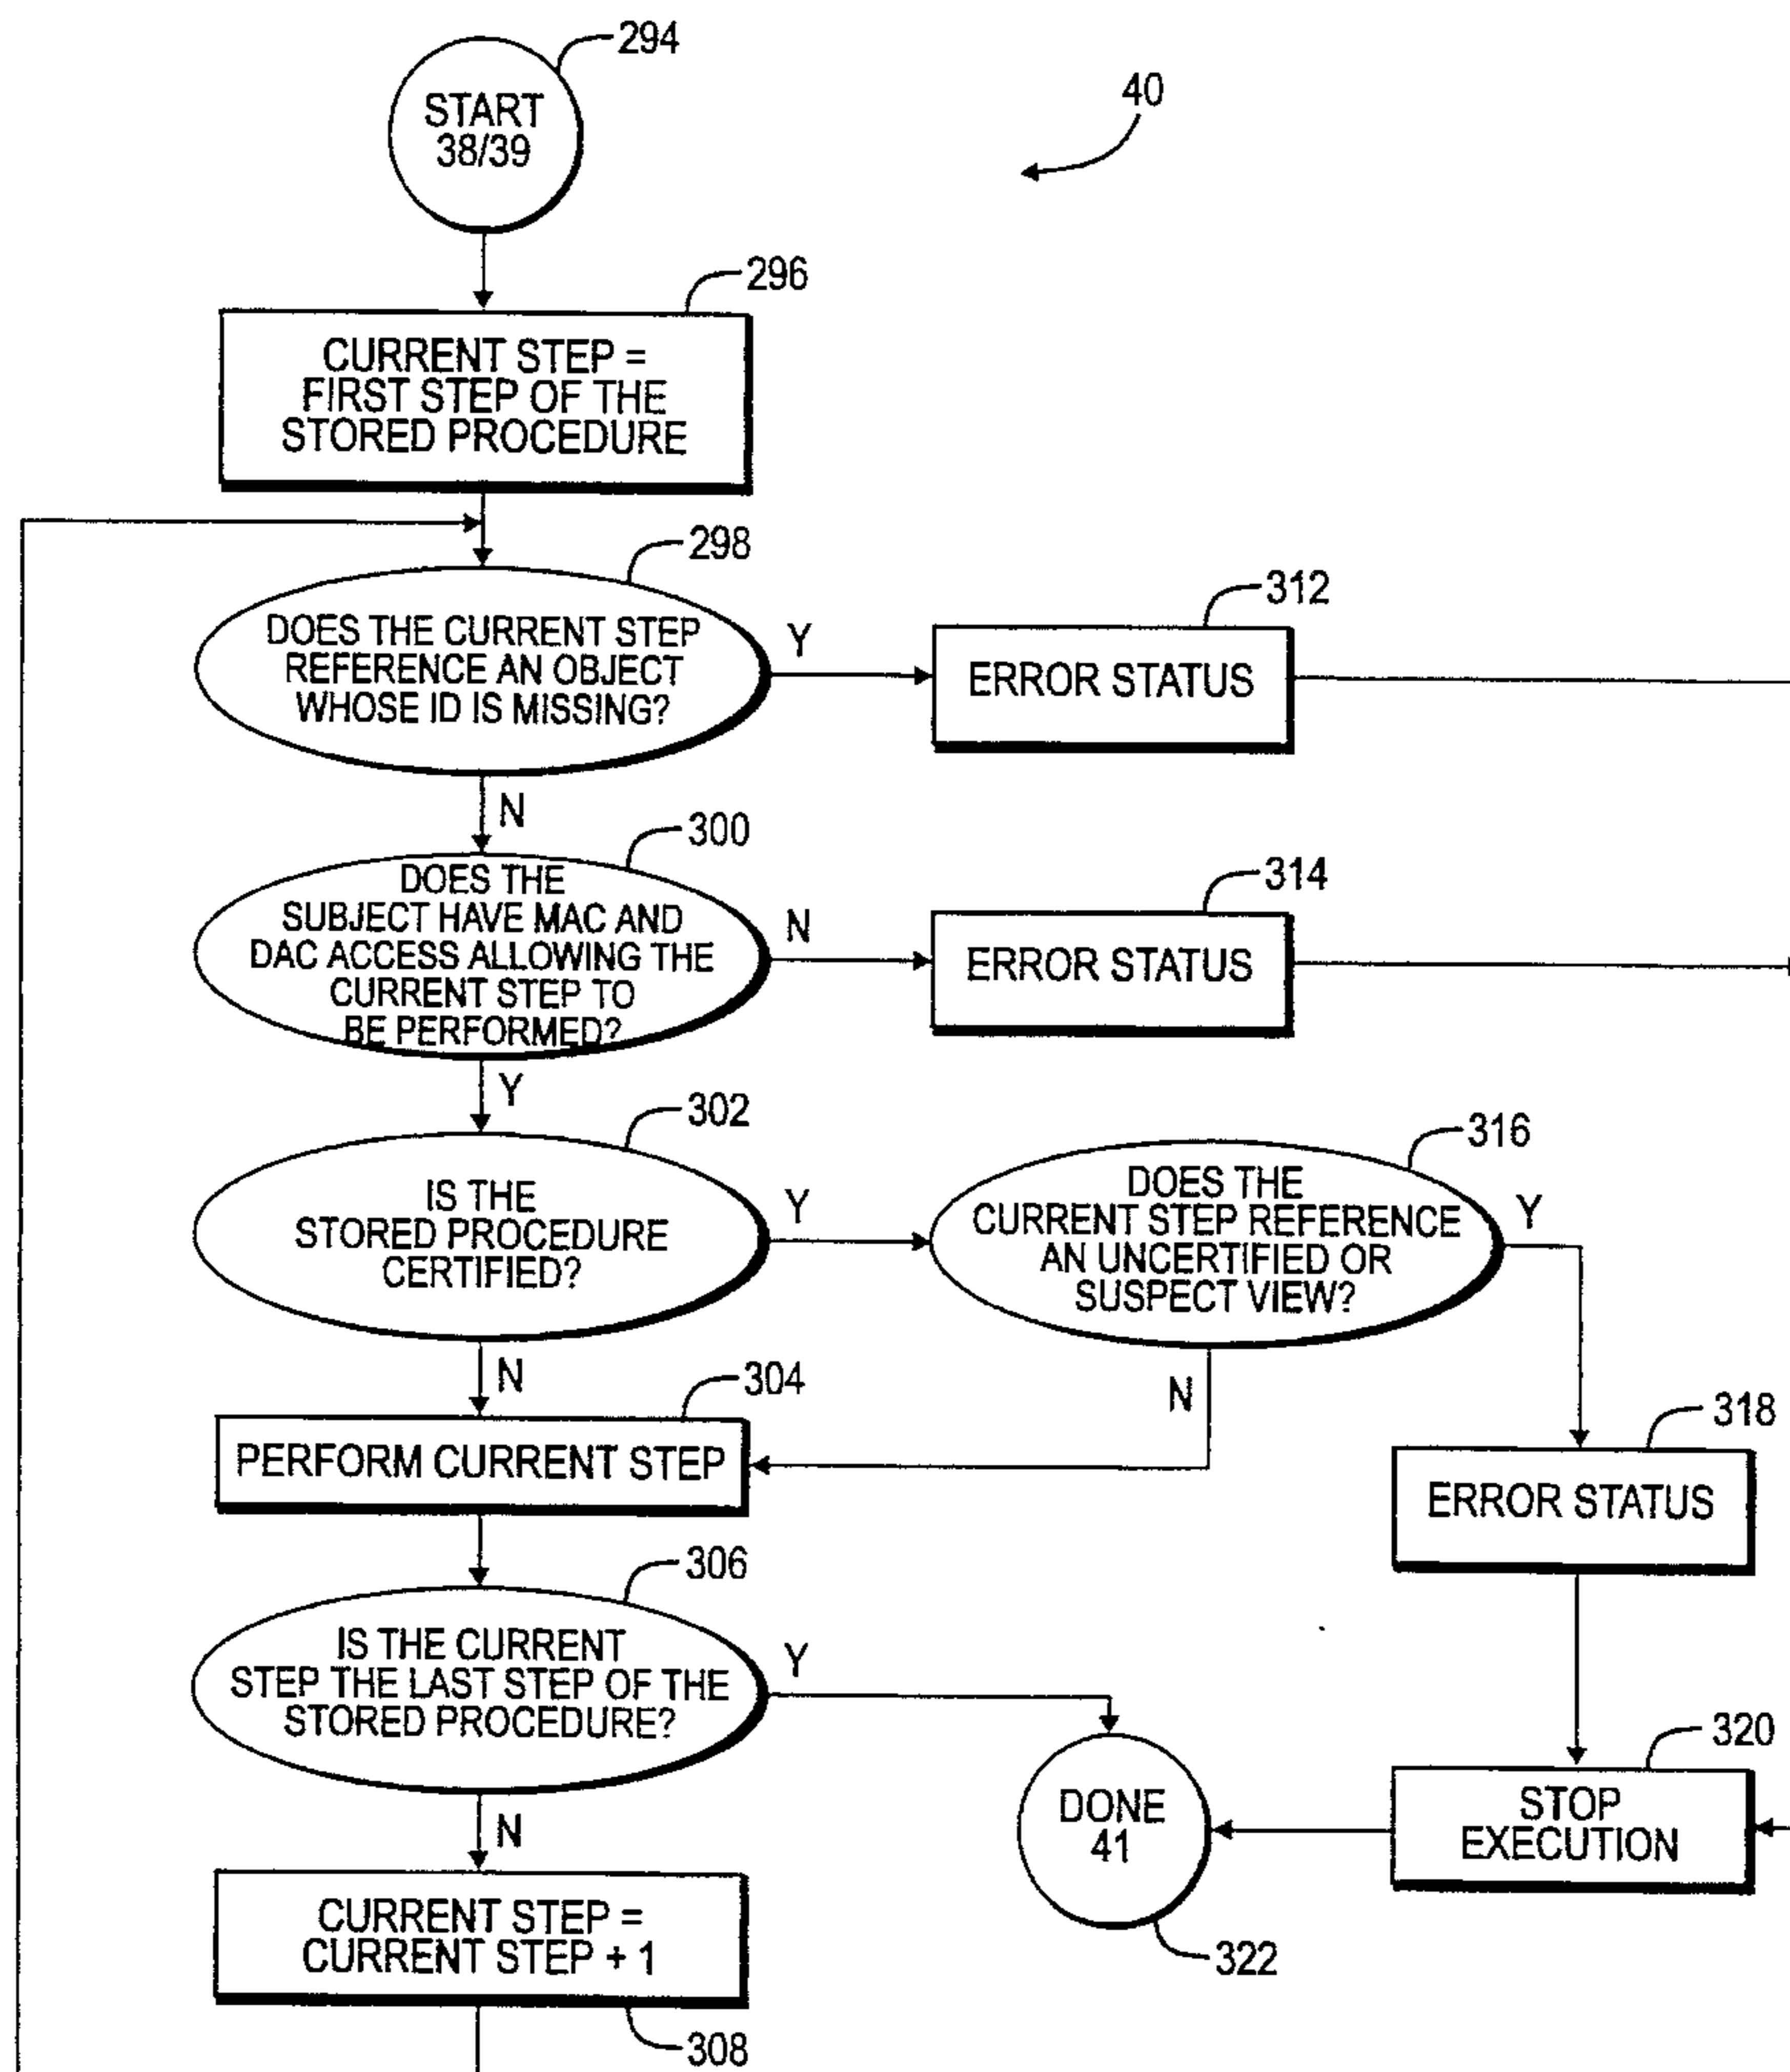 294
START
38/39
40
296
CURRENT STEP =
FIRST STEP OF THE
STORED PROCEDURE
298
DOES THE CURRENT STEP
REFERENCE AN OBJECT
WHOSE ID IS MISSING?
Y
312
ERROR STATUS
N
300
DOES THE
SUBJECT HAVE MAC AND
DAC ACCESS ALLOWING THE
CURRENT STEP TO
BE PERFORMED?
N
314
ERROR STATUS
Y
302
IS THE
STORED PROCEDURE
CERTIFIED?
Y
316
DOES THE
CURRENT STEP REFERENCE
AN UNCERTIFIED OR
SUSPECT VIEW?
Y
N
N
304
PERFORM CURRENT STEP
318
ERROR STATUS
306
IS THE CURRENT
STEP THE LAST STEP OF THE
STORED PROCEDURE?
Y
320
STOP
EXECUTION
DONE
41
322
N
CURRENT STEP =
CURRENT STEP + 1
308